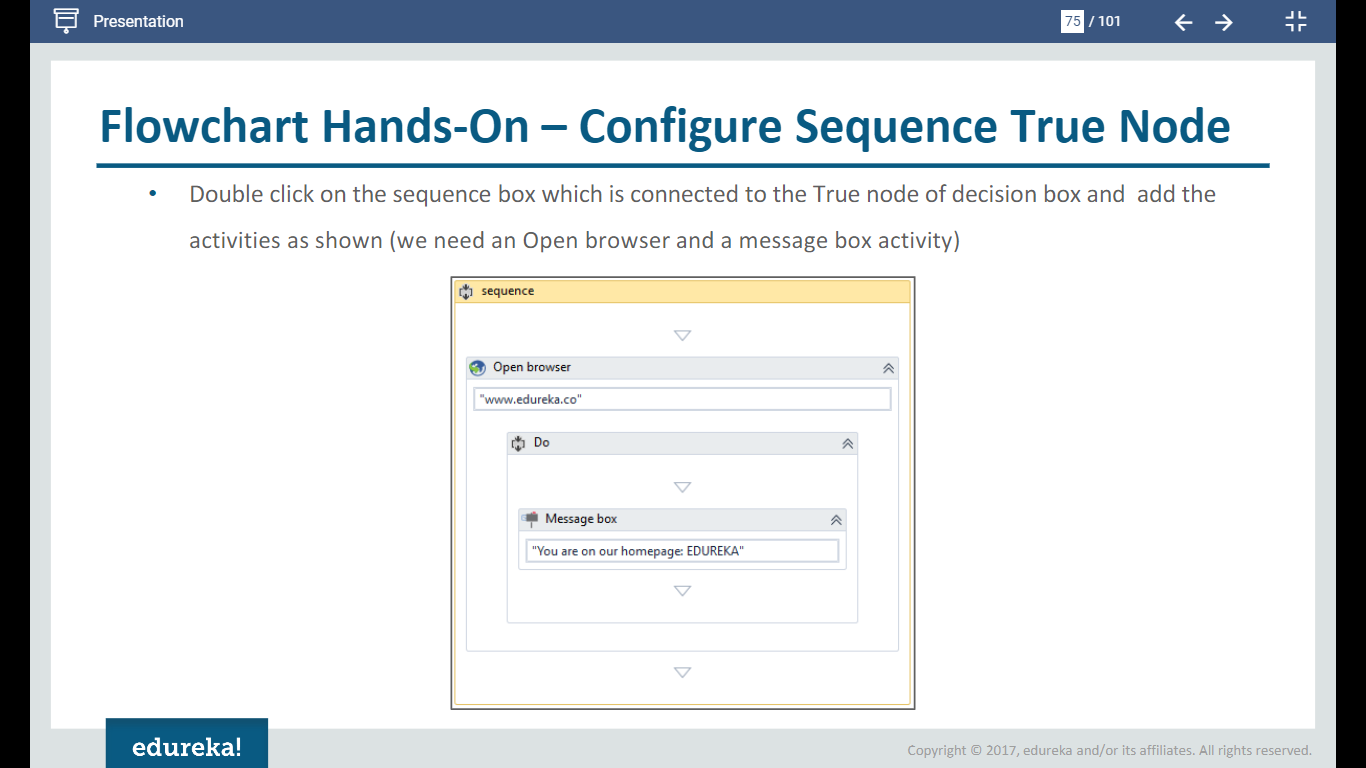 Presentation
75 / 101
Flowchart Hands-On – Configure Sequence True Node
• Double click on the sequence box which is connected to the True node of decision box and  add the
activities as shown (we need an Open browser and a message box activity)
sequence
Open browser
"www.edureka.co"
Do
Message box
"You are on our homepage: EDUREKA"
edureka!
Copyright © 2017, edureka and/or its affiliates. All rights reserved.